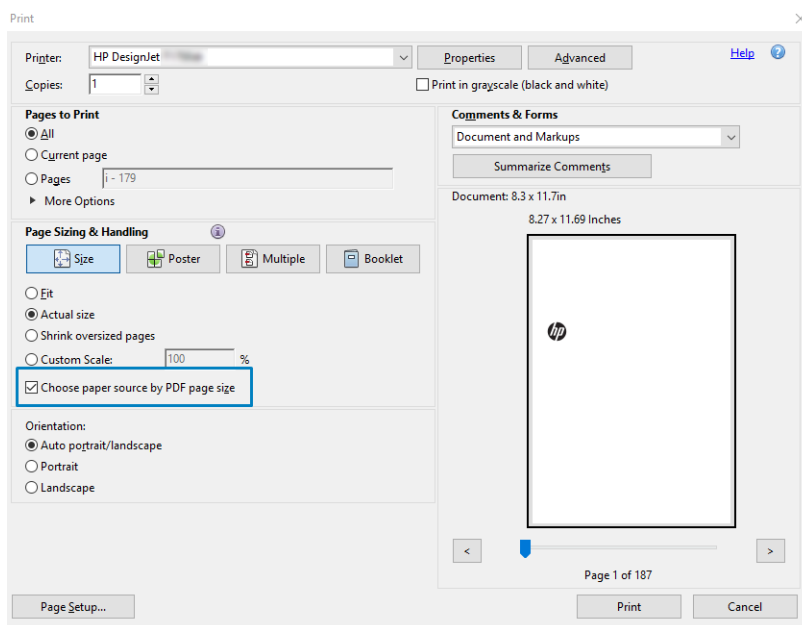 Print
Printer: HP DesignJet
Properties
Advanced
Help
?
Copies: 1
Print in grayscale (black and white)
Pages to Print
All
Current page
Pages i - 179
More Options
Comments & Forms
Document and Markups
Summarize Comments
Page Sizing & Handling
i
Size
Poster
Multiple
Booklet
Fit
Actual size
Shrink oversized pages
Custom Scale: 100 %
Choose paper source by PDF page size
Orientation:
Auto portrait/landscape
Portrait
Landscape
Document: 8.3 x 11.7in
8.27 x 11.69 Inches
hp
<
>
Page 1 of 187
Page Setup...
Print
Cancel